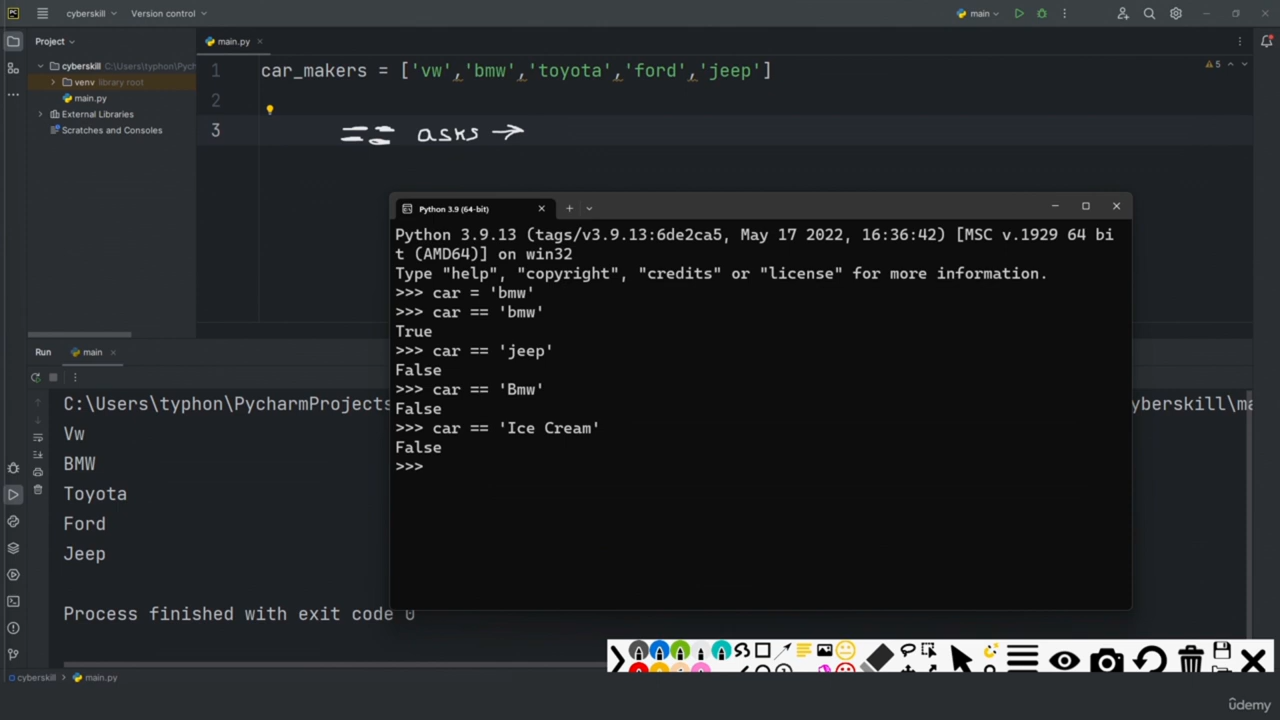 cyberskill Version control main
Project main.py
cyberskill C:\Users\typhon\Pych
venv library root
main.py
External Libraries
Scratches and Consoles
1 car_makers = ['vw','bmw','toyota','ford','jeep']
5
2
3 == asks →
Python 3.9 (64-bit)
Python 3.9.13 (tags/v3.9.13:6de2ca5, May 17 2022, 16:36:42) [MSC v.1929 64 bi
t (AMD64)] on win32
Type "help", "copyright", "credits" or "license" for more information.
>>> car = 'bmw'
>>> car == 'bmw'
True
>>> car == 'jeep'
False
>>> car == 'Bmw'
False
>>> car == 'Ice Cream'
False
>>>
Run main
C:\Users\typhon\PycharmProjects yberskill\ma
Vw
BMW
Toyota
Ford
Jeep
Process finished with exit code 0
cyberskill > main.py
ûdemy